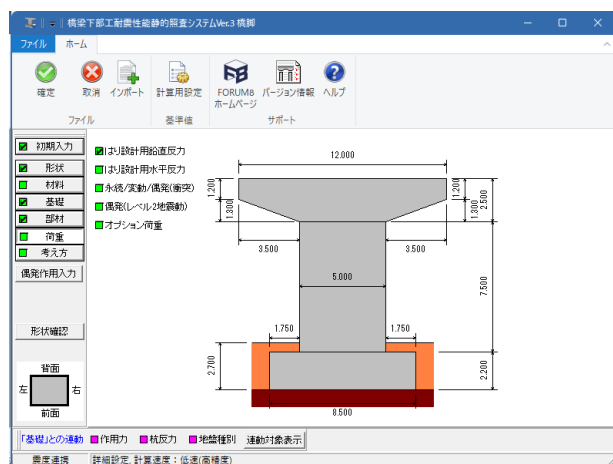 橋梁下部工耐震性能静的照査システムVer.3 橋脚
ファイル ホーム
確定 取消 インポート 計算用設定 FORUM8 ホームページ バージョン情報 ヘルプ
ファイル 基準値 サポート
初期入力
形状
材料
基礎
部材
荷重
考え方
偶発作用入力
形状確認
背面
左 右
前面
はり設計用鉛直反力
はり設計用水平反力
永続/変動/偶発(衝突)
偶発(レベル2地震動)
オプション荷重
12.000
1.200 1.200
1.300 1.300 2.500
3.500 3.500
5.000
7.500
1.750 1.750
2.700 2.200
8.500
「基礎」との連動 作用力 杭反力 地盤種別 連動対象表示
震度連携 詳細設定, 計算速度:低速(高精度)